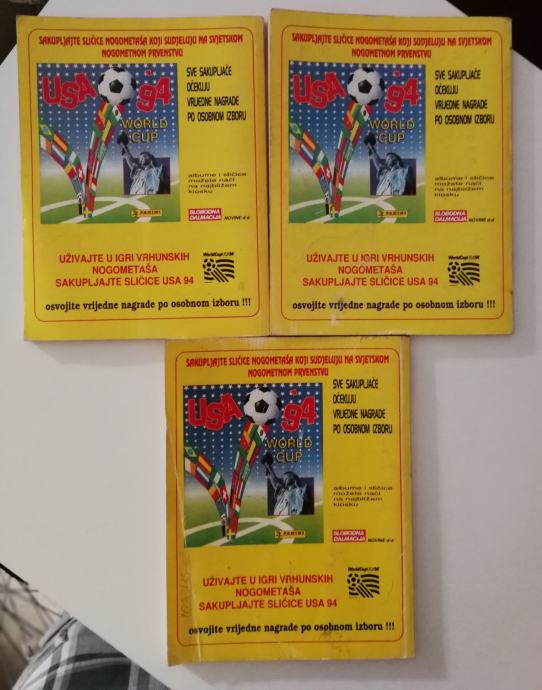 SAKUPLJAJTE SLIČICE NOGOMETAŠA KOJI SUDJELUJU NA SVJETSKOM
NOGOMETNOM PRVENSTVU
USA '94
WORLD
CUP
PANINI
SVE SAKUPLJAČE
OČEKUJU
VRIJEDNE NAGRADE
PO OSOBNOM IZBORU
albume i sličice
možete naći
na najbližem
kiosku
SLOBODNA
DALMACIJA NOVINE d.d
UŽIVAJTE U IGRI VRHUNSKIH
NOGOMETAŠA
SAKUPLJAJTE SLIČICE USA 94
WorldCupUSA94
osvojite vrijedne nagrade po osobnom izboru !!!
SAKUPLJAJTE SLIČICE NOGOMETAŠA KOJI SUDJELUJU NA SVJETSKOM
NOGOMETNOM PRVENSTVU
USA '94
WORLD
CUP
PANINI
SVE SAKUPLJAČE
OČEKUJU
VRIJEDNE NAGRADE
PO OSOBNOM IZBORU
albume i sličice
možete naći
na najbližem
kiosku
SLOBODNA
DALMACIJA NOVINE d.d
UŽIVAJTE U IGRI VRHUNSKIH
NOGOMETAŠA
SAKUPLJAJTE SLIČICE USA 94
WorldCupUSA94
osvojite vrijedne nagrade po osobnom izboru !!!
SAKUPLJAJTE SLIČICE NOGOMETAŠA KOJI SUDJELUJU NA SVJETSKOM
NOGOMETNOM PRVENSTVU
USA '94
WORLD
CUP
PANINI
SVE SAKUPLJAČE
OČEKUJU
VRIJEDNE NAGRADE
PO OSOBNOM IZBORU
albume i sličice
možete naći
na najbližem
kiosku
SLOBODNA
DALMACIJA NOVINE d.d
UŽIVAJTE U IGRI VRHUNSKIH
NOGOMETAŠA
SAKUPLJAJTE SLIČICE USA 94
WorldCupUSA94
osvojite vrijedne nagrade po osobnom izboru !!!